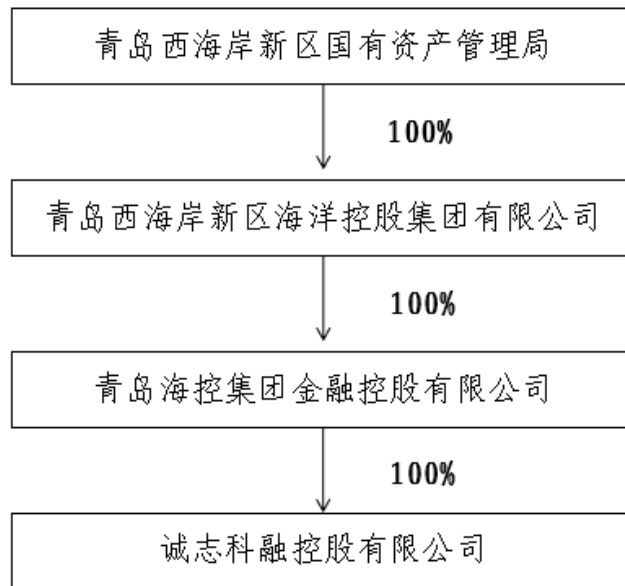 青岛西海岸新区国有资产管理局
100%
青岛西海岸新区海洋控股集团有限公司
100%
青岛海控集团金融控股有限公司
100%
诚志科融控股有限公司